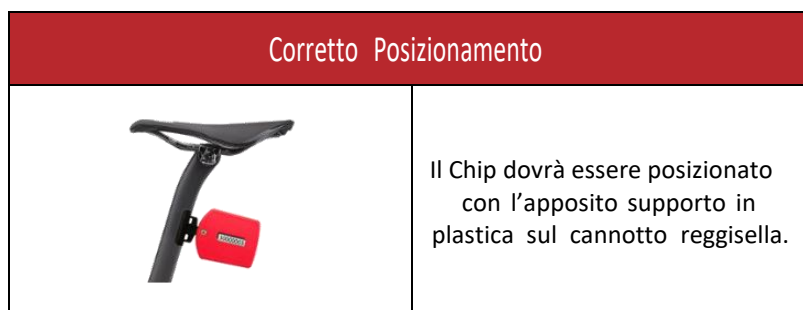 Corretto Posizionamento
Il Chip dovrà essere posizionato
con l’apposito supporto in
plastica sul cannotto reggisella.